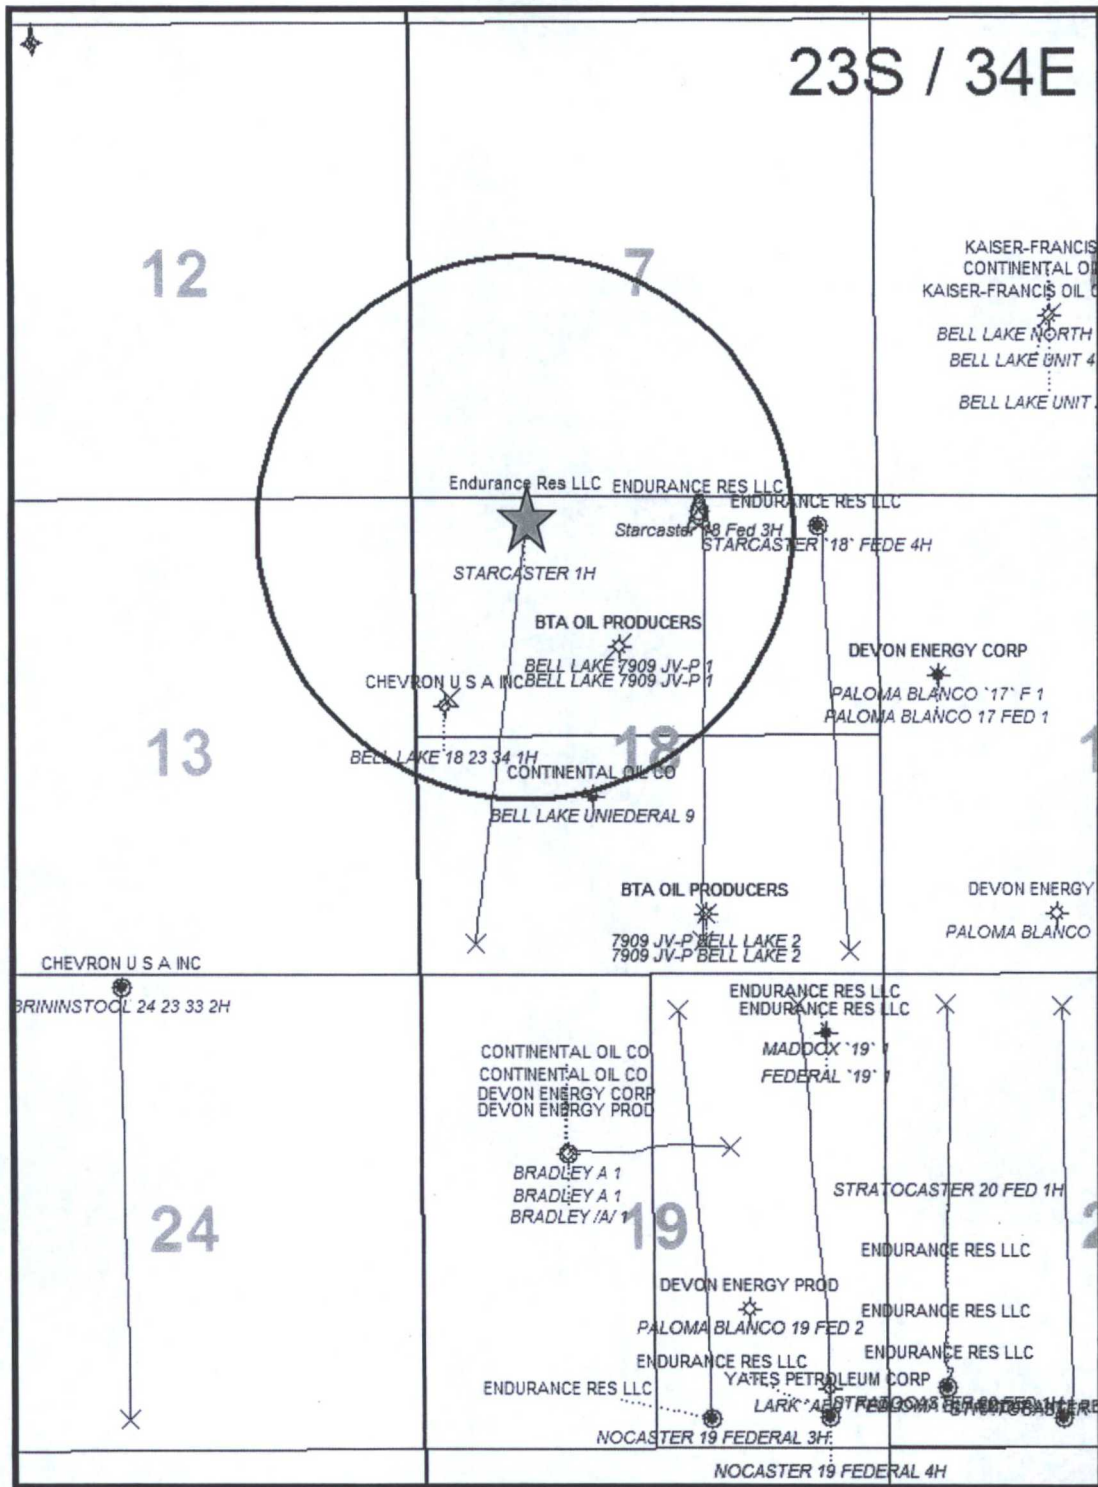 23S / 34E
12
7
KAISER-FRANCIS
CONTINENTAL OI
KAISER-FRANCIS OIL
BELL LAKE NORTH
BELL LAKE UNIT 4
BELL LAKE UNIT
Endurance Res LLC
ENDURANCE RES LLC
ENDURANCE RES LLC
Starcaster 18 Fed 3H
STARCASTER `18` FEDE 4H
STARCASTER 1H
BTA OIL PRODUCERS
BELL LAKE 7909 JV-P 1
BELL LAKE 7909 JV-P 1
DEVON ENERGY CORP
PALOMA BLANCO `17` F 1
PALOMA BLANCO 17 FED 1
CHEVRON U S A INC
BELL LAKE 18 23 34 1H
13
18
1
CONTINENTAL OIL CO
BELL LAKE UNIEDERAL 9
BTA OIL PRODUCERS
7909 JV-P BELL LAKE 2
7909 JV-P BELL LAKE 2
DEVON ENERGY
PALOMA BLANCO
CHEVRON U S A INC
BRININSTOOL 24 23 33 2H
ENDURANCE RES LLC
ENDURANCE RES LLC
MADDOX `19` 1
FEDERAL `19` 1
CONTINENTAL OIL CO
CONTINENTAL OIL CO
DEVON ENERGY CORP
DEVON ENERGY PROD
BRADLEY A 1
BRADLEY A 1
BRADLEY /A/ 1
STRATOCASTER 20 FED 1H
24
19
2
ENDURANCE RES LLC
DEVON ENERGY PROD
PALOMA BLANCO 19 FED 2
ENDURANCE RES LLC
ENDURANCE RES LLC
ENDURANCE RES LLC
YATES PETROLEUM CORP
ENDURANCE RES LLC
LARK
NOCASTER 19 FEDERAL 3H
NOCASTER 19 FEDERAL 4H